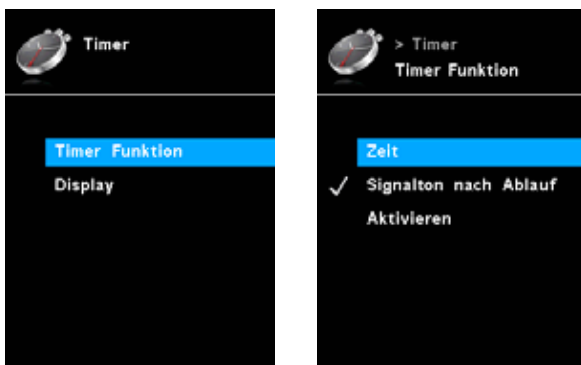 Timer
Timer Funktion
Display
> Timer
Timer Funktion
Zeit
Signalton nach Ablauf
Aktivieren